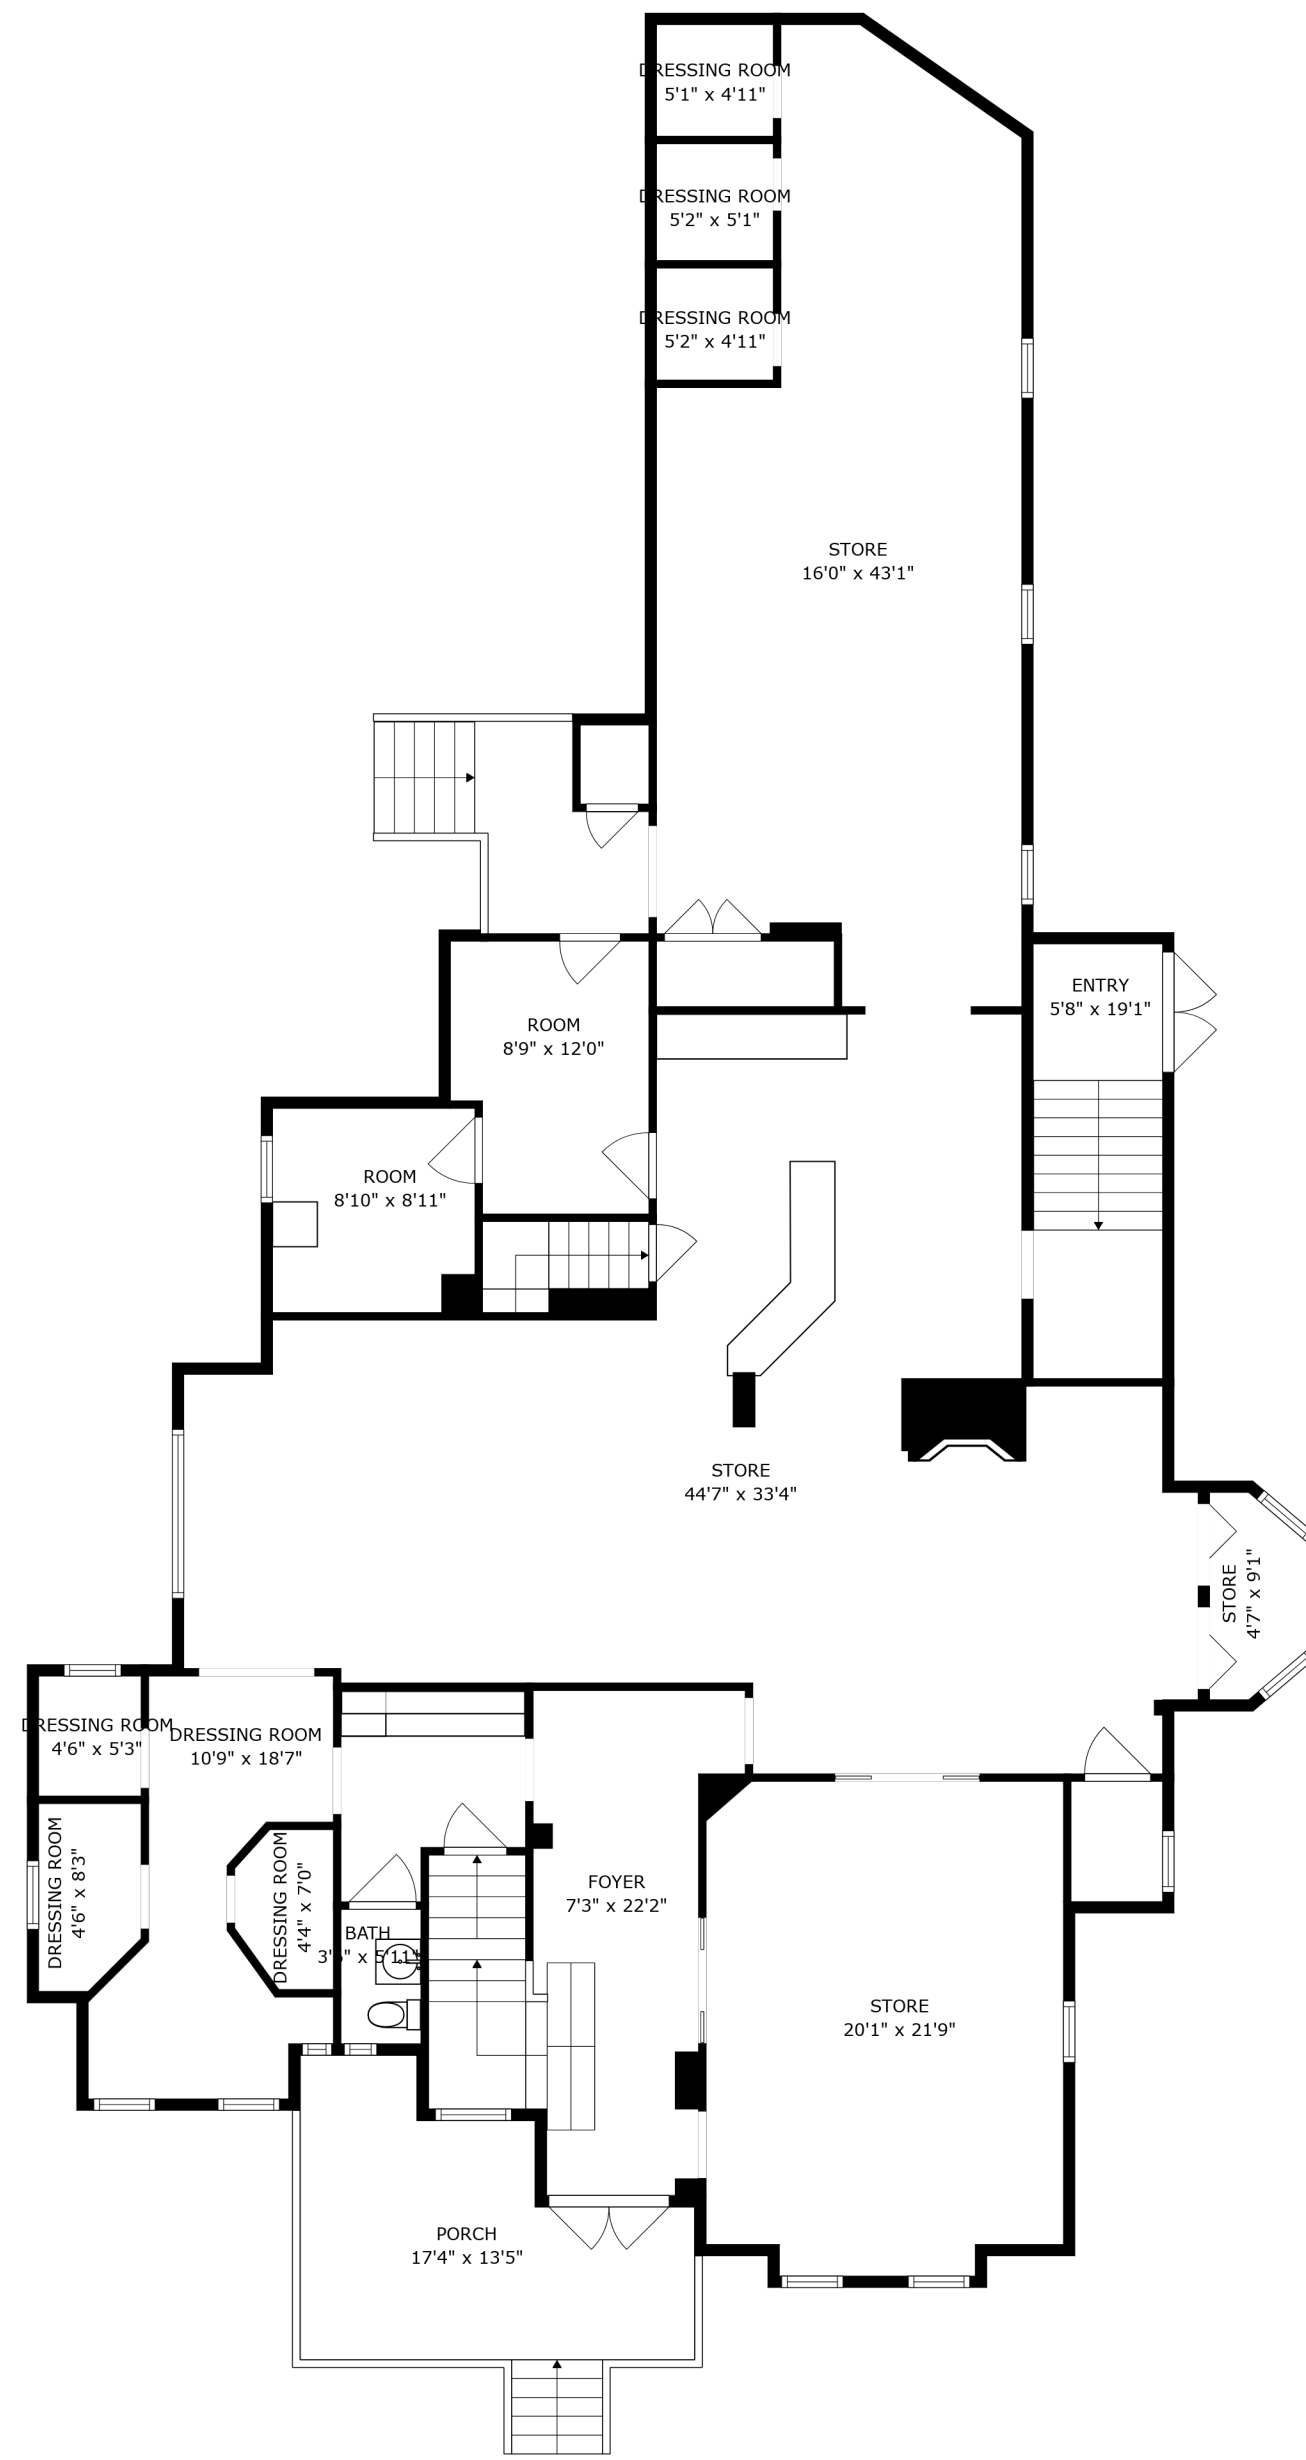 DRESSING ROOM
5'1" x 4'11"
DRESSING ROOM
5'2" x 5'1"
DRESSING ROOM
5'2" x 4'11"
STORE
16'0" x 43'1"
ENTRY
5'8" x 19'1"
ROOM
8'9" x 12'0"
ROOM
8'10" x 8'11"
STORE
44'7" x 33'4"
STORE
4'7" x 9'1"
DRESSING ROOM
4'6" x 5'3"
DRESSING ROOM
10'9" x 18'7"
DRESSING ROOM
4'6" x 8'3"
DRESSING ROOM
4'4" x 7'0"
FOYER
7'3" x 22'2"
BATH
x 5'11"
STORE
20'1" x 21'9"
PORCH
17'4" x 13'5"